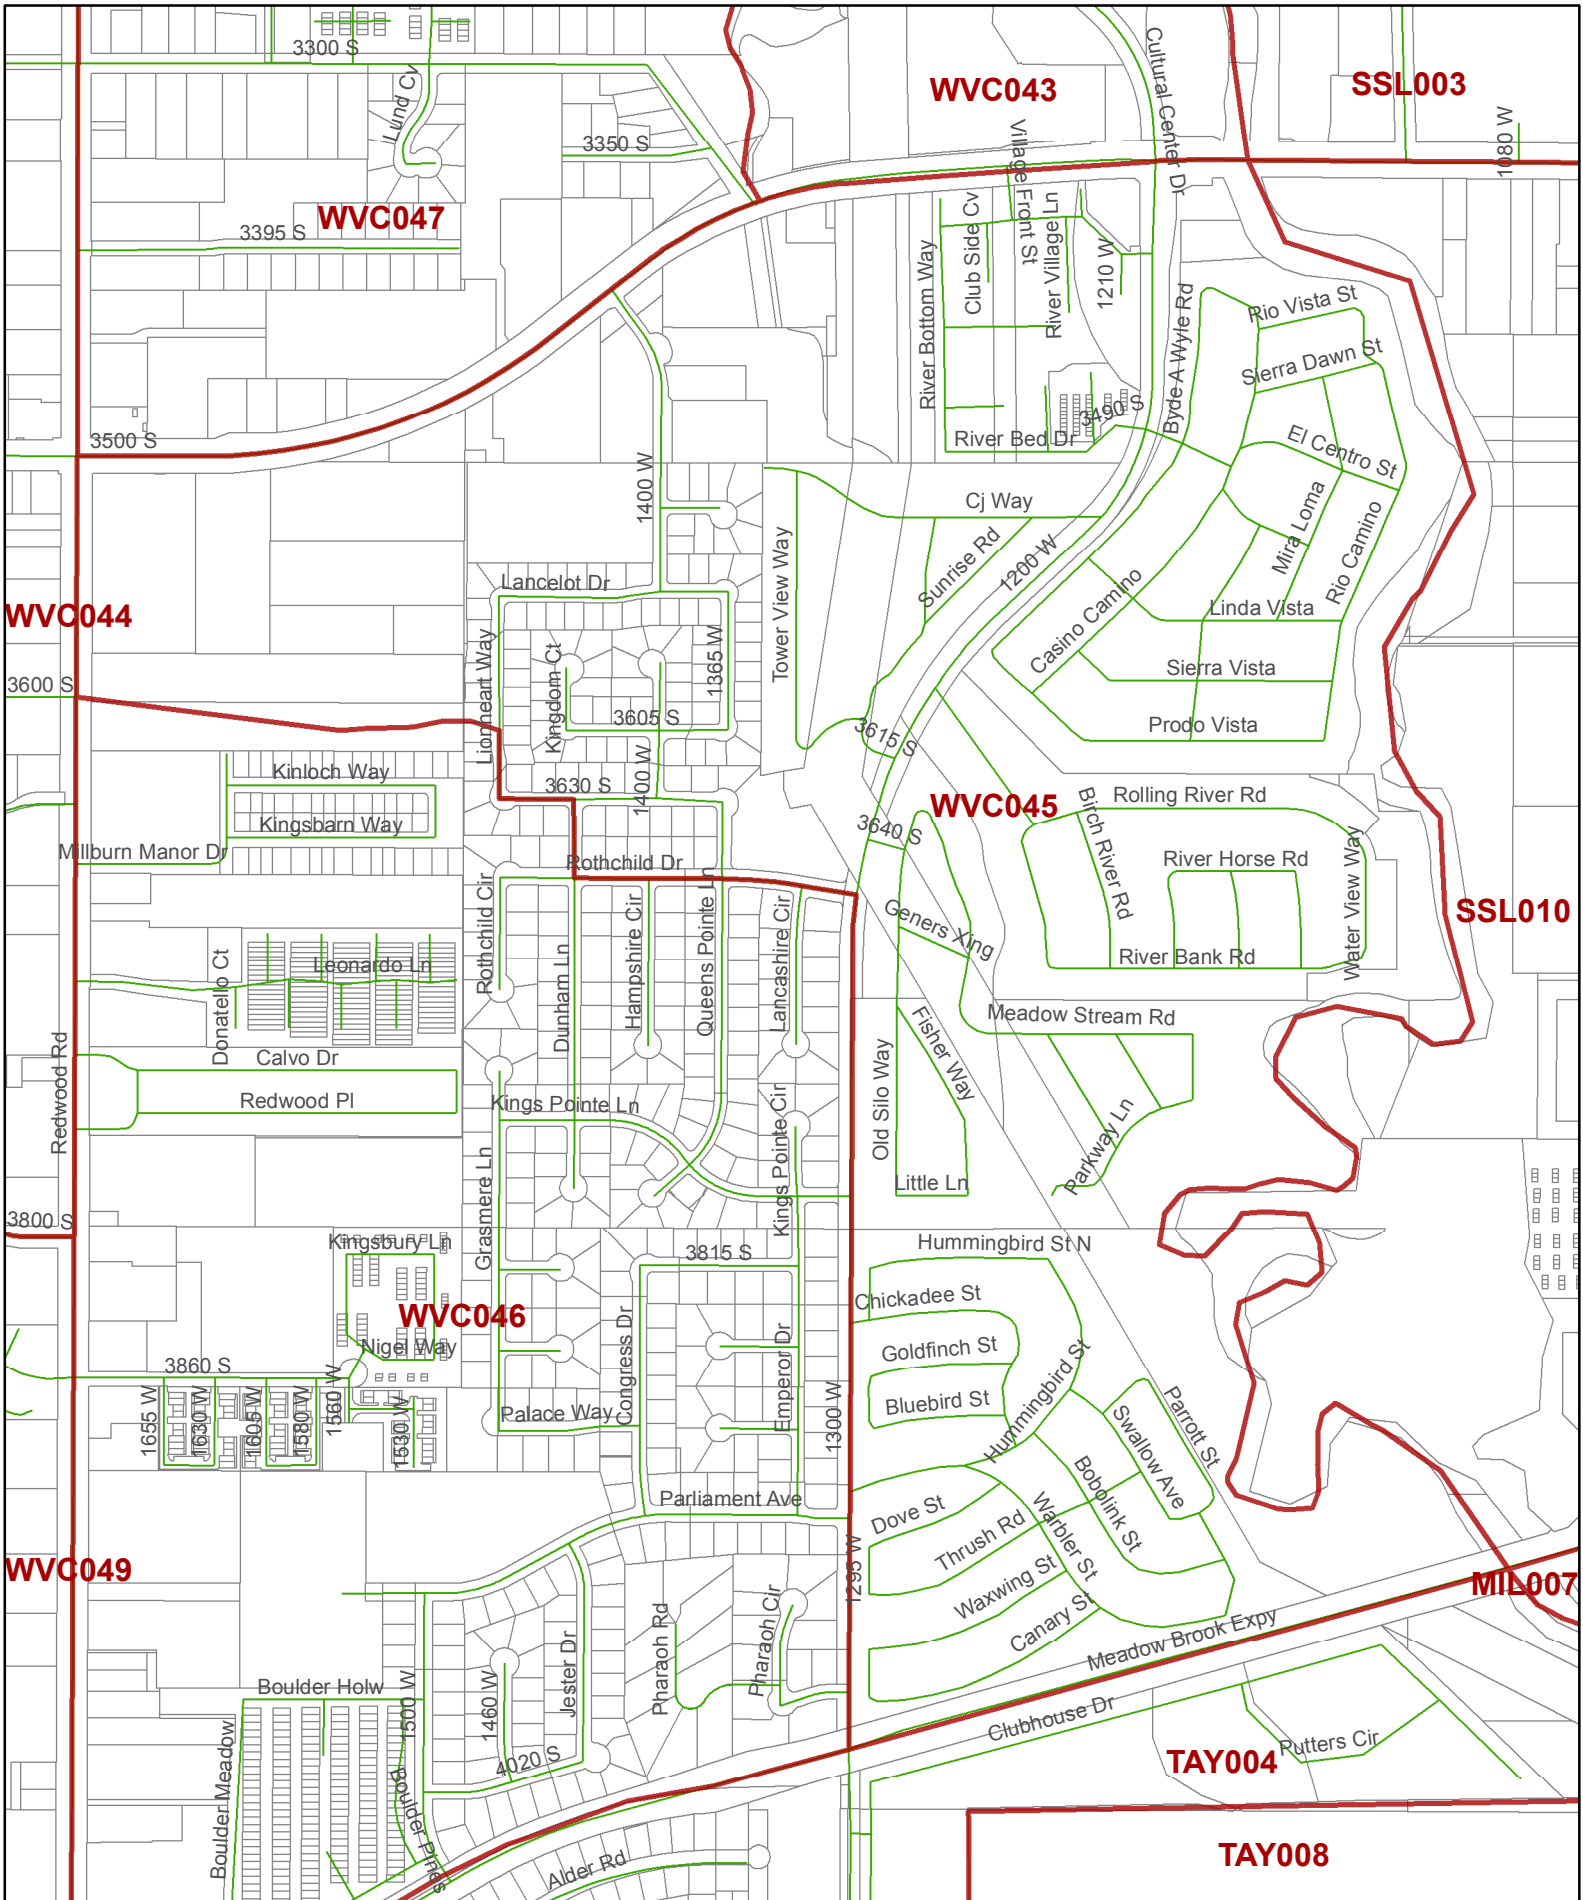 3300 S
Lund Cv
3350 S
WVC047
3395 S
WVC043
SSL003
Cultural Center Dr
1080 W
Village Front St
Club Side Cv
River Village Ln
River Bottom Way
1210 W
Byde A Wyle Rd
Rio Vista St
Sierra Dawn St
3490 S
River Bed Dr
El Centro St
3500 S
1400 W
Cj Way
Mira Loma
Rio Camino
Sunrise Rd
1200 W
Tower View Way
Lancelot Dr
Casino Camino
Linda Vista
WVC044
Lionheart Way
Kingdom Ct
1365 W
Sierra Vista
3600 S
3605 S
Prodo Vista
3615 S
Kinloch Way
3630 S
1400 W
WVC045
Birch River Rd
Rolling River Rd
Kingsbarn Way
3640 S
Millburn Manor Dr
Rothchild Dr
River Horse Rd
Water View Way
Rothchild Cir
Dunham Ln
Hampshire Cir
Queens Pointe Ln
Lancashire Cir
Geners Xing
SSL010
River Bank Rd
Donatello Ct
Leonardo Ln
Meadow Stream Rd
Fisher Way
Calvo Dr
Redwood Pl
Redwood Rd
Kings Pointe Ln
Kings Pointe Cir
Old Silo Way
Parkway Ln
Little Ln
Grasmere Ln
3800 S
Kingsbury Ln
3815 S
Hummingbird St N
Chickadee St
WVC046
Goldfinch St
Nigel Way
Congress Dr
Emperor Dr
3860 S
Bluebird St
Hummingbird St
Parrott St
Swallow Ave
1655 W
1630 W
1605 W
1580 W
1560 W
1530 W
Palace Way
1300 W
Bobolink St
Parliament Ave
Dove St
Thrush Rd
Warbler St
WVC049
1295 W
Waxwing St
Canary St
MIL007
Pharaoh Rd
Pharaoh Cir
Jester Dr
1460 W
1500 W
Meadow Brook Expy
Boulder Holw
Clubhouse Dr
Putters Cir
TAY004
4020 S
Boulder Meadow
Boulder Pines
Alder Rd
TAY008